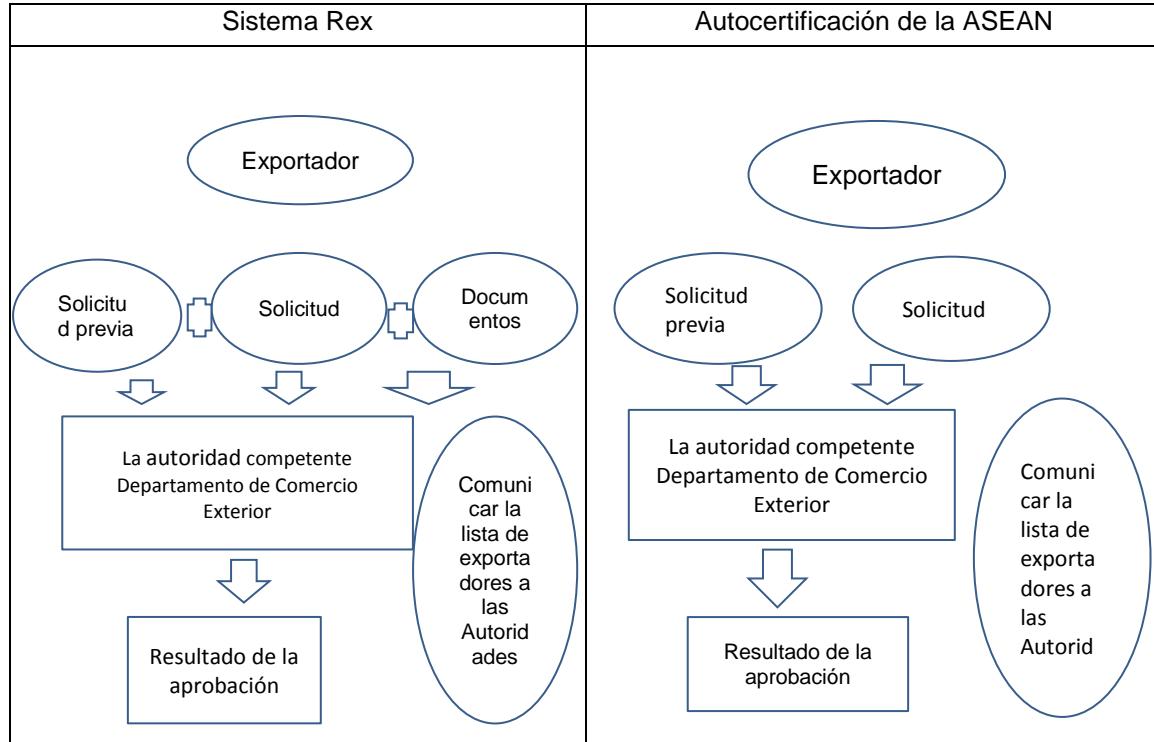 Sistema Rex
Exportador
Solicitu
d previa
Solicitud
Docum
entos
La autoridad competente
Departamento de Comercio
Exterior
Comuni
car la
lista de
exporta
dores a
las
Autorid
ades
Resultado de la
aprobación
Autocertificación de la ASEAN
Exportador
Solicitud
previa
Solicitud
La autoridad competente
Departamento de Comercio
Exterior
Comuni
car la
lista de
exporta
dores a
las
Autorid
Resultado de la
aprobación